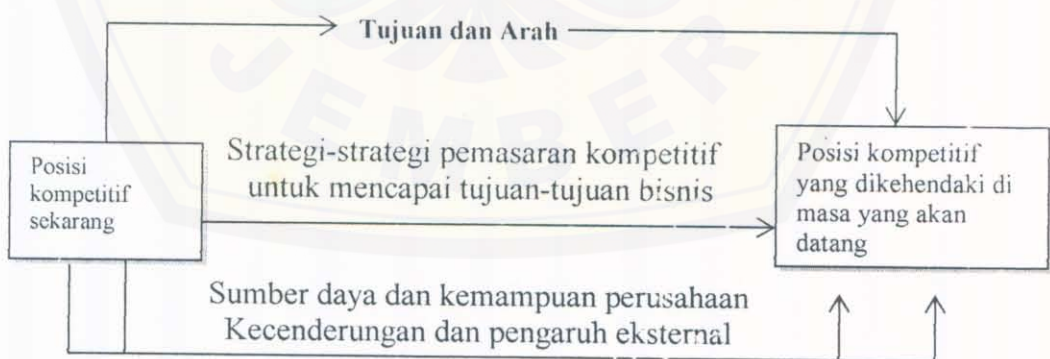 Tujuan dan Arah
JEMBER
Posisi
kompetitif
sekarang
Strategi-strategi pemasaran kompetitif
untuk mencapai tujuan-tujuan bisnis
Posisi kompetitif
yang dikehendaki di
masa yang akan
datang
Sumber daya dan kemampuan perusahaan
Kecenderungan dan pengaruh eksternal